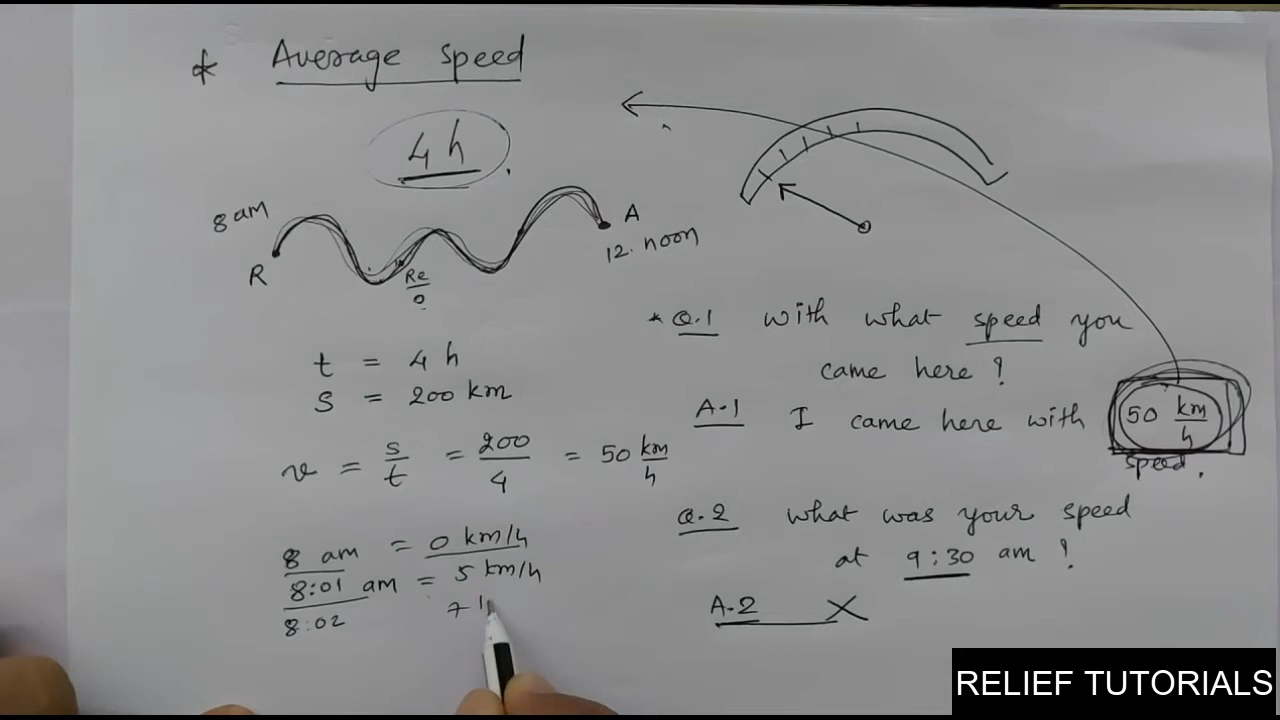 * Average speed
4 h.
8 am
R
Re/0
A
12. noon
t = 4 h
S = 200 km
v = s/t = 200/4 = 50 km/h
8 am = 0 km/h
8:01 am = 5 km/h
8:02 7
* Q.1 with what speed you
came here ?
A.1 I came here with 50 km/h
speed.
Q.2 what was your speed
at 9:30 am ?
A.2 X
RELIEF TUTORIALS